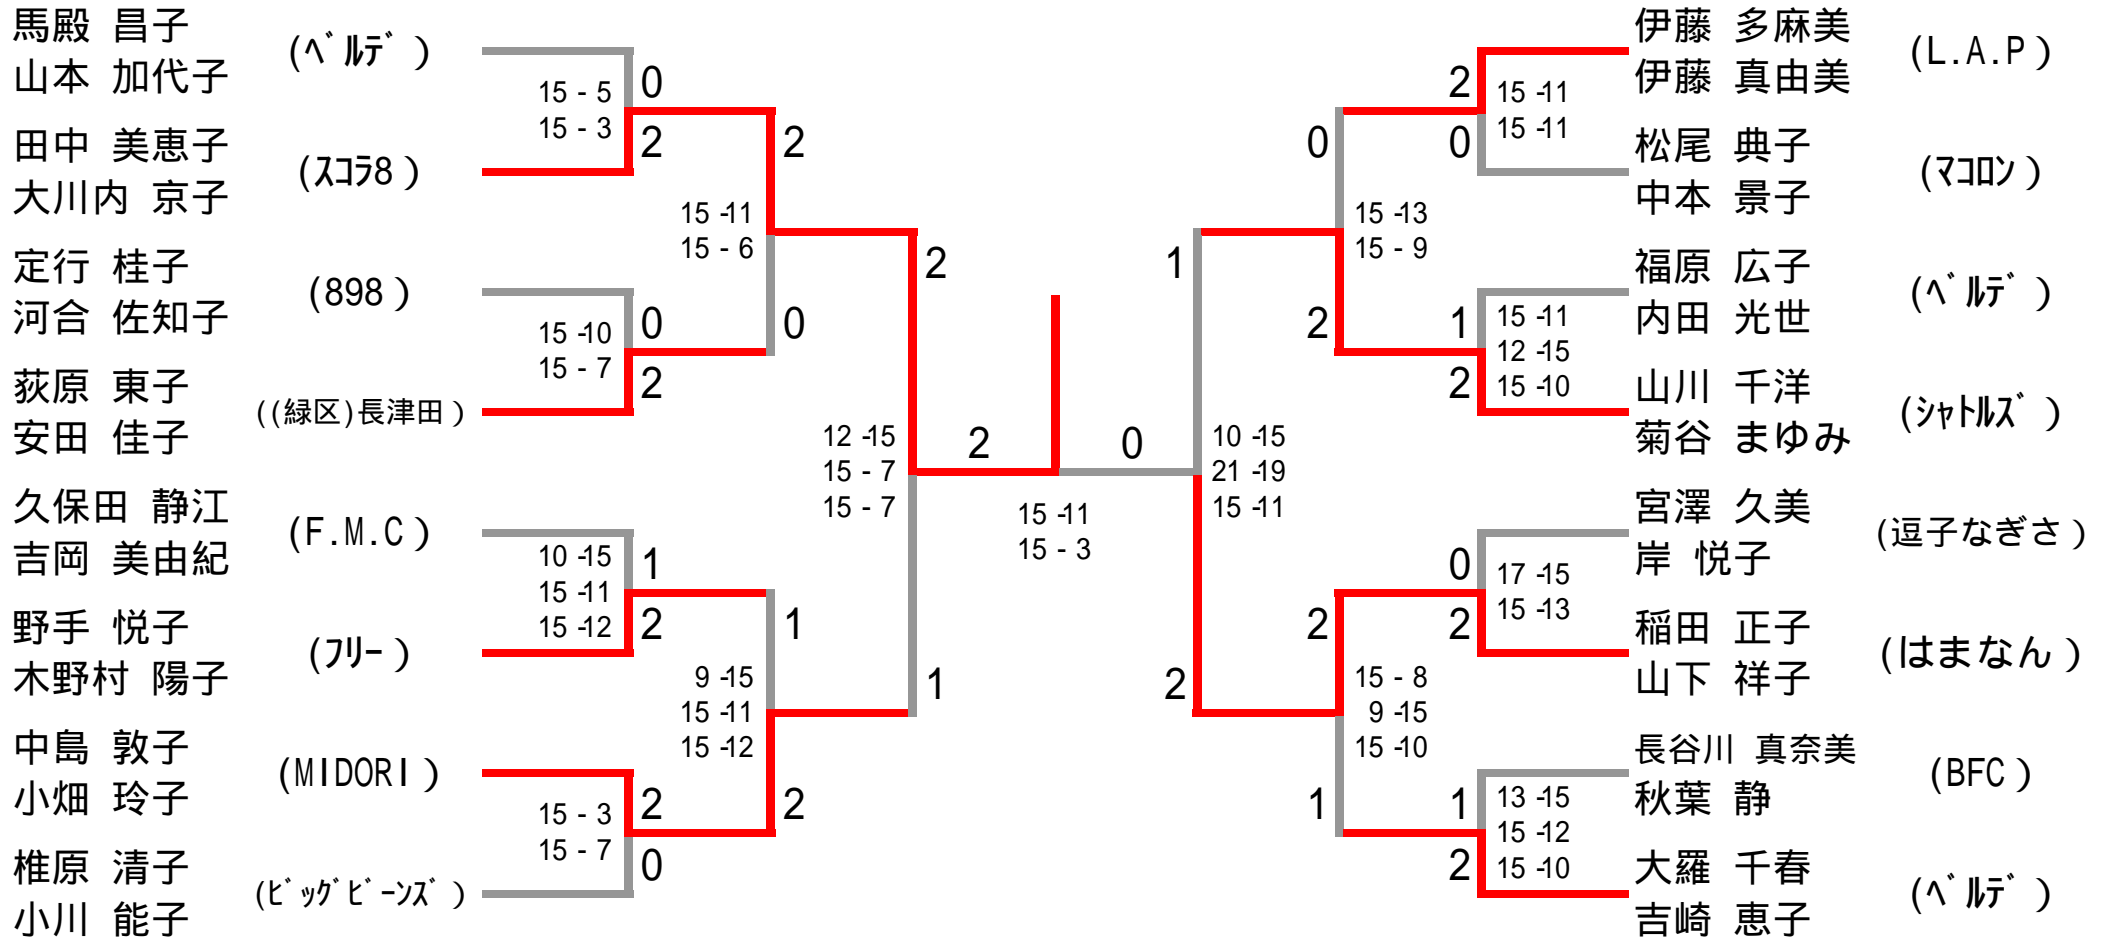 馬殿 昌子
山本 加代子
(ﾍﾞﾙﾃﾞ)
田中 美恵子
大川内 京子
(ｽｺﾗ8)
定行 桂子
河合 佐知子
(898)
荻原 東子
安田 佳子
((緑区)長津田)
久保田 静江
吉岡 美由紀
(F.M.C)
野手 悦子
木野村 陽子
(ﾌﾘｰ)
中島 敦子
小畑 玲子
(MIDORI)
椎原 清子
小川 能子
(ﾋﾞｯｸﾞﾋﾞｰﾝｽﾞ)
0
15 - 5
15 - 3
2
0
15 -10
15 - 7
2
1
10 -15
15 -11
15 -12
2
2
15 - 3
15 - 7
0
2
15 -11
15 - 6
0
1
9 -15
15 -11
15 -12
2
2
12 -15
15 - 7
15 - 7
1
2
0
15 -11
15 - 3
1
10 -15
21 -19
15 -11
2
0
15 -13
15 - 9
2
2
15 - 8
9 -15
15 -10
1
2
15 -11
15 -11
0
1
15 -11
12 -15
15 -10
2
0
17 -15
15 -13
2
1
13 -15
15 -12
15 -10
2
伊藤 多麻美
伊藤 真由美
(L.A.P)
松尾 典子
中本 景子
(ﾏｺﾛﾝ)
福原 広子
内田 光世
(ﾍﾞﾙﾃﾞ)
山川 千洋
菊谷 まゆみ
(ｼｬﾄﾙｽﾞ)
宮澤 久美
岸 悦子
(逗子なぎさ)
稲田 正子
山下 祥子
(はまなん)
長谷川 真奈美
秋葉 静
(BFC)
大羅 千春
吉崎 恵子
(ﾍﾞﾙﾃﾞ)